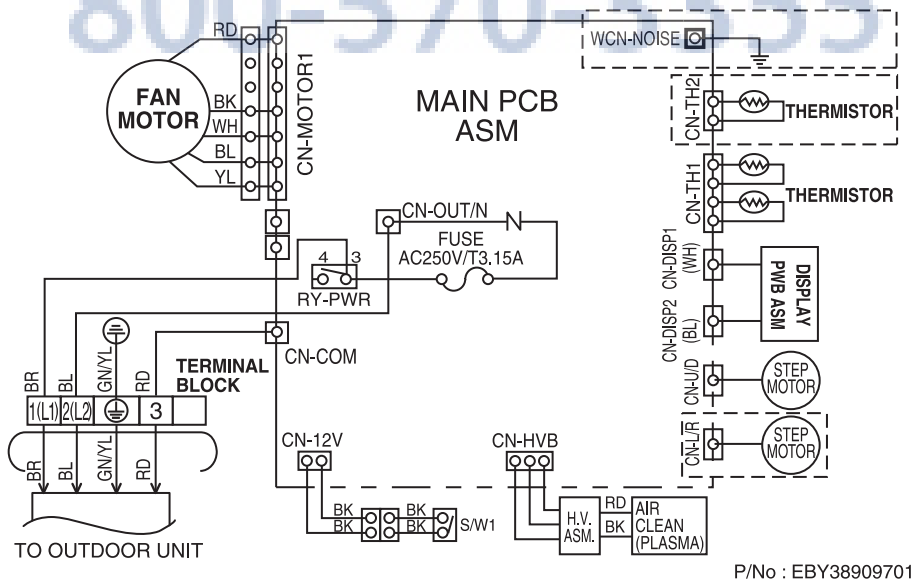 800-570-3333
RD
FAN
MOTOR
BK
WH
BL
YL
CN-MOTOR1
MAIN PCB
ASM
WCN-NOISE
CN-TH2
THERMISTOR
CN-TH1
THERMISTOR
CN-OUT/N
N
FUSE
AC250V/T3.15A
4 3
RY-PWR
CN-DISP1
(WH)
CN-DISP2
(BL)
DISPLAY
PWB ASM
CN-COM
TERMINAL
BLOCK
BR
BL
GN/YL
RD
1(L1)
2(L2)
3
BR
BL
GN/YL
RD
TO OUTDOOR UNIT
CN-U/D
STEP
MOTOR
CN-L/R
STEP
MOTOR
CN-12V
BK
BK
BK
BK
S/W1
CN-HVB
H.V.
ASM.
RD
BK
AIR
CLEAN
(PLASMA)
P/No : EBY38909701